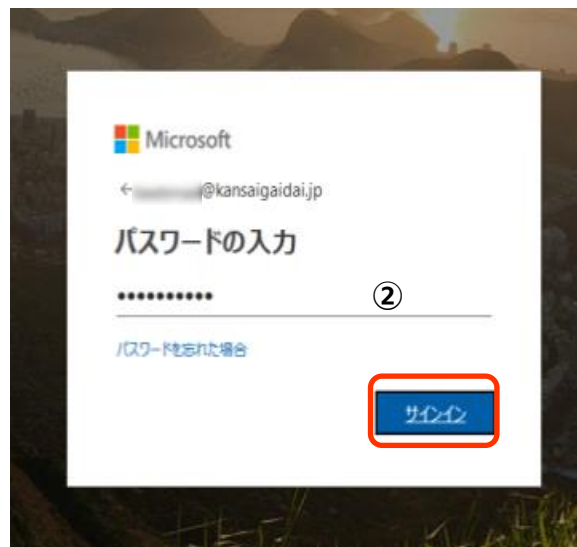 Microsoft
← @kansaigaidai.jp
パスワードの入力
••••••••••
②
パスワードを忘れた場合
サインイン